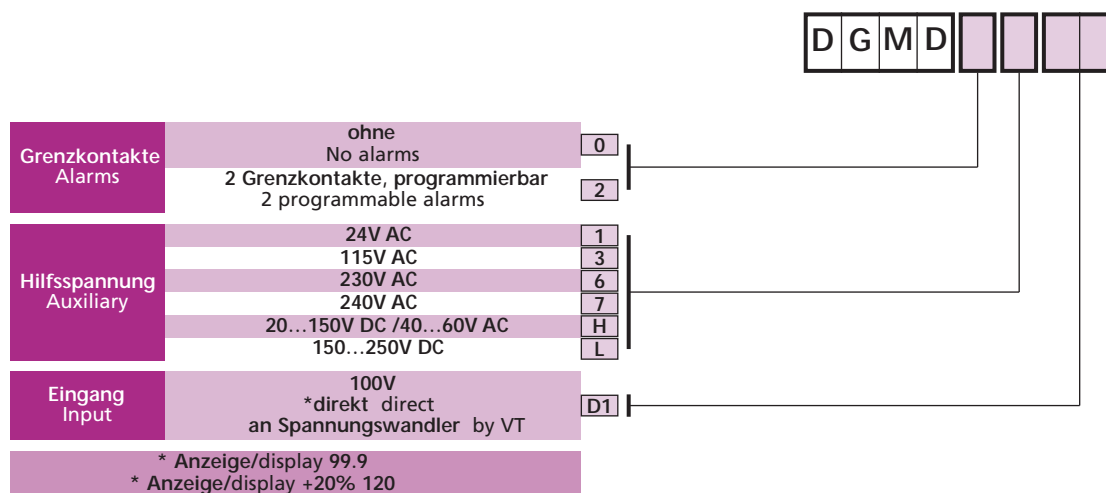 D G M D
Grenzkontakte
Alarms
ohne
No alarms
0
2 Grenzkontakte, programmierbar
2 programmable alarms
2
Hilfsspannung
Auxiliary
24V AC 1
115V AC 3
230V AC 6
240V AC 7
20…150V DC /40…60V AC H
150…250V DC L
Eingang
Input
100V
*direkt direct
an Spannungswandler by VT
D1
* Anzeige/display 99.9
* Anzeige/display +20% 120